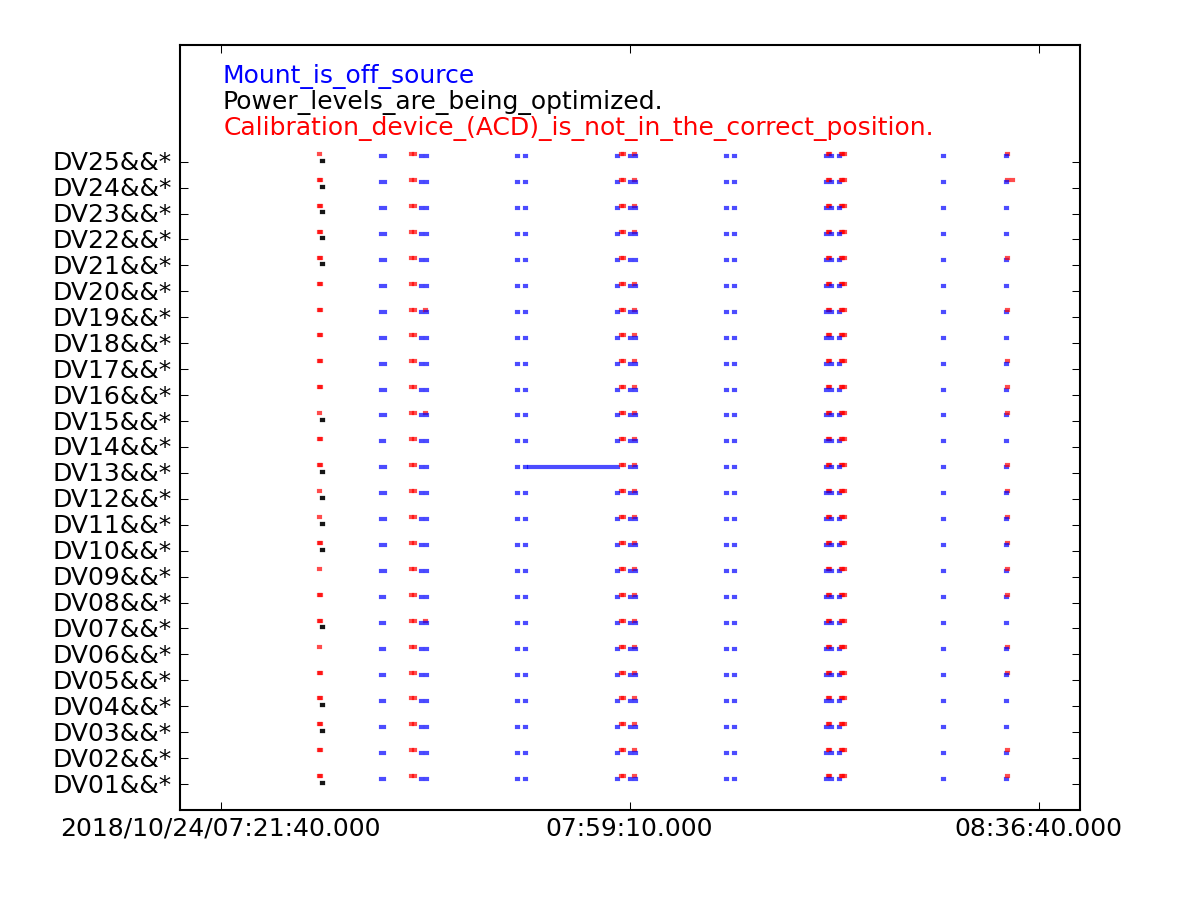 Mount_is_off_source
Power_levels_are_being_optimized.
Calibration_device_(ACD)_is_not_in_the_correct_position.
DV25&&*
DV24&&*
DV23&&*
DV22&&*
DV21&&*
DV20&&*
DV19&&*
DV18&&*
DV17&&*
DV16&&*
DV15&&*
DV14&&*
DV13&&*
DV12&&*
DV11&&*
DV10&&*
DV09&&*
DV08&&*
DV07&&*
DV06&&*
DV05&&*
DV04&&*
DV03&&*
DV02&&*
DV01&&*
2018/10/24/07:21:40.000 07:59:10.000 08:36:40.000